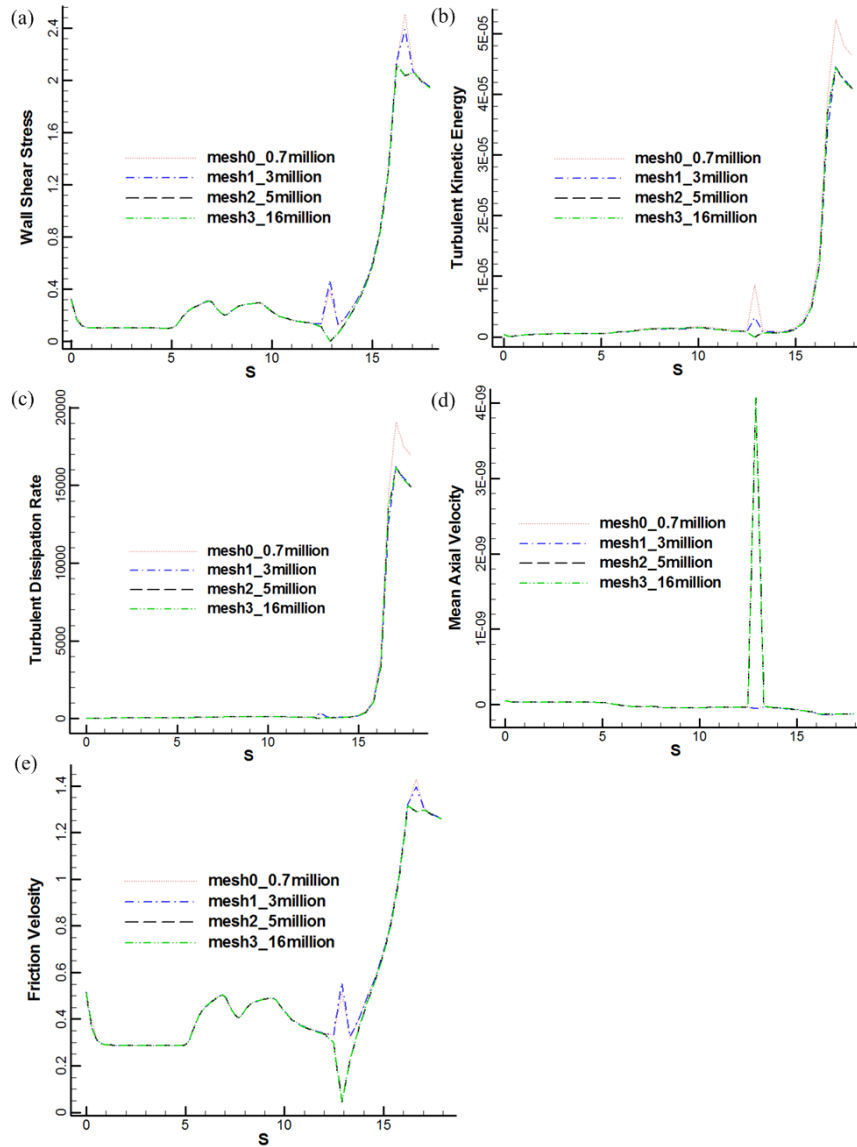 (a)
Wall Shear Stress
2.4
2
1.6
1.2
0.8
0.4
0
mesh0_0.7million
mesh1_3million
mesh2_5million
mesh3_16million
0 5 10 15
S
(b)
Turbulent Kinetic Energy
5E-05
4E-05
3E-05
2E-05
1E-05
0
mesh0_0.7million
mesh1_3million
mesh2_5million
mesh3_16million
0 5 10 15
S
(c)
Turbulent Dissipation Rate
20000
15000
10000
5000
0
mesh0_0.7million
mesh1_3million
mesh2_5million
mesh3_16million
0 5 10 15
S
(d)
Mean Axial Velocity
4E-09
3E-09
2E-09
1E-09
0
mesh0_0.7million
mesh1_3million
mesh2_5million
mesh3_16million
0 5 10 15
S
(e)
Friction Velosity
1.4
1.2
1
0.8
0.6
0.4
0.2
0
mesh0_0.7million
mesh1_3million
mesh2_5million
mesh3_16million
0 5 10 15
S